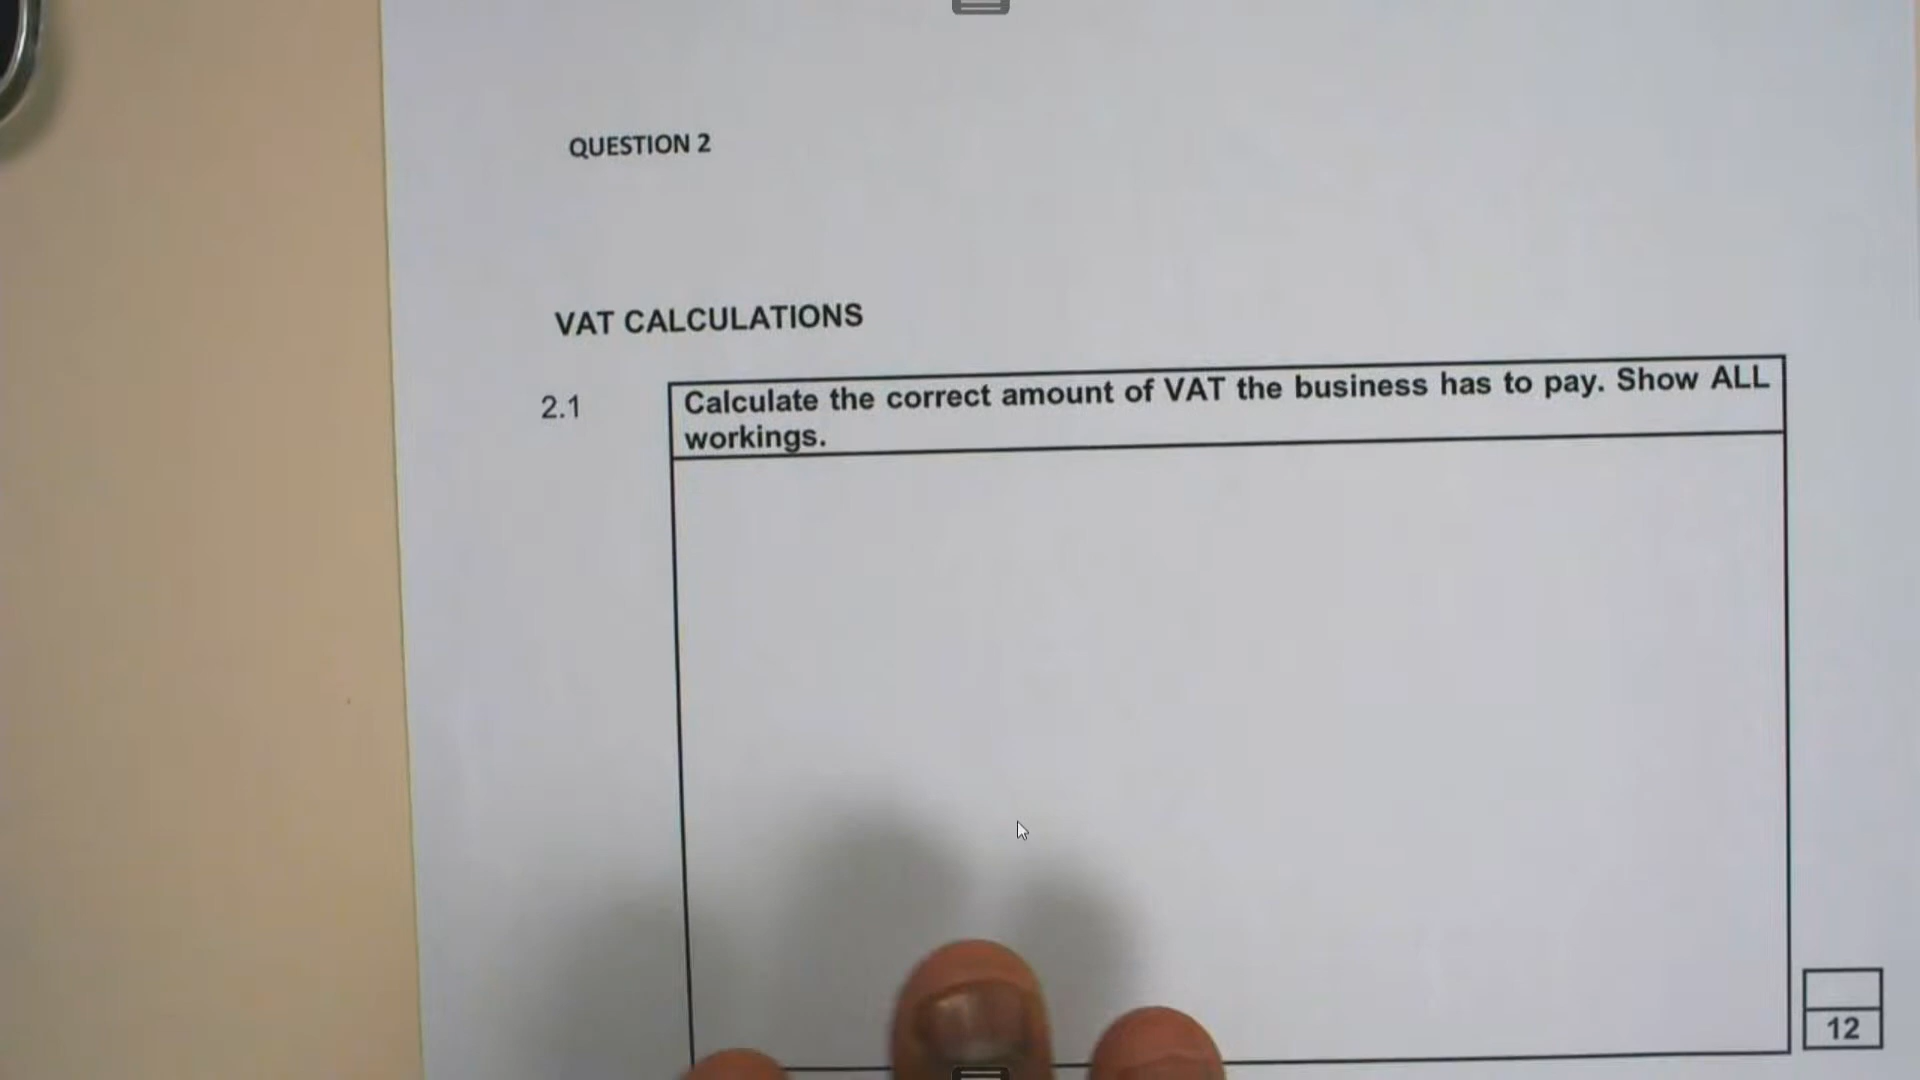 QUESTION 2
VAT CALCULATIONS
2.1
Calculate the correct amount of VAT the business has to pay. Show ALL
workings.
12